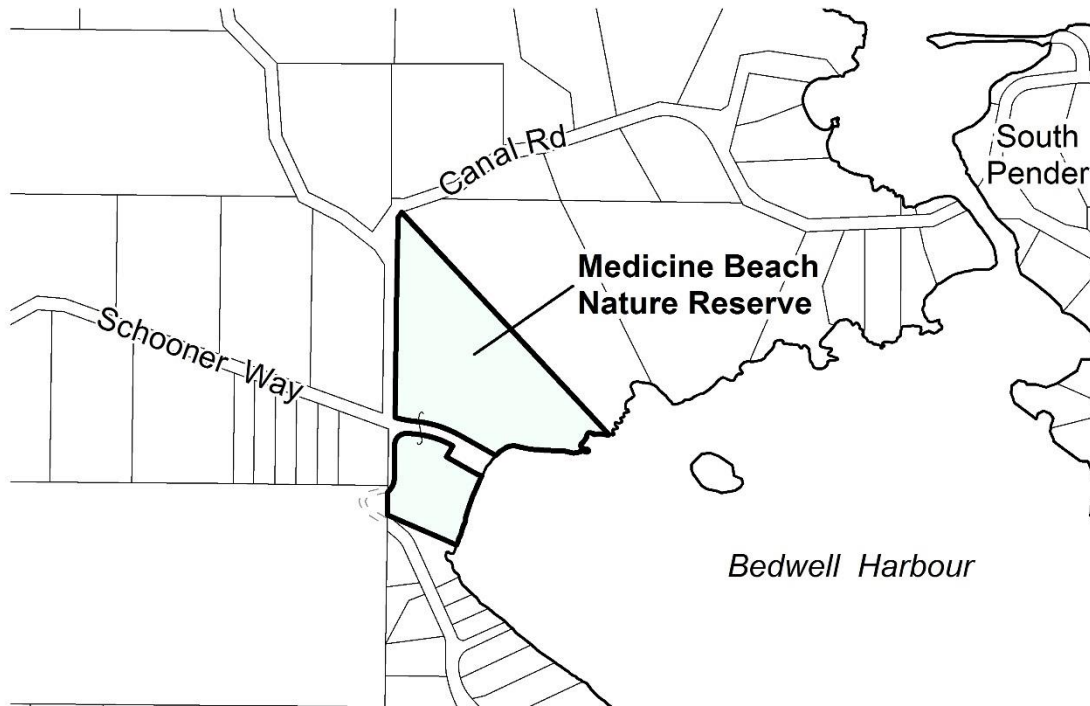 South
Pender
Canal Rd
Medicine Beach
Nature Reserve
Schooner Way
Bedwell Harbour